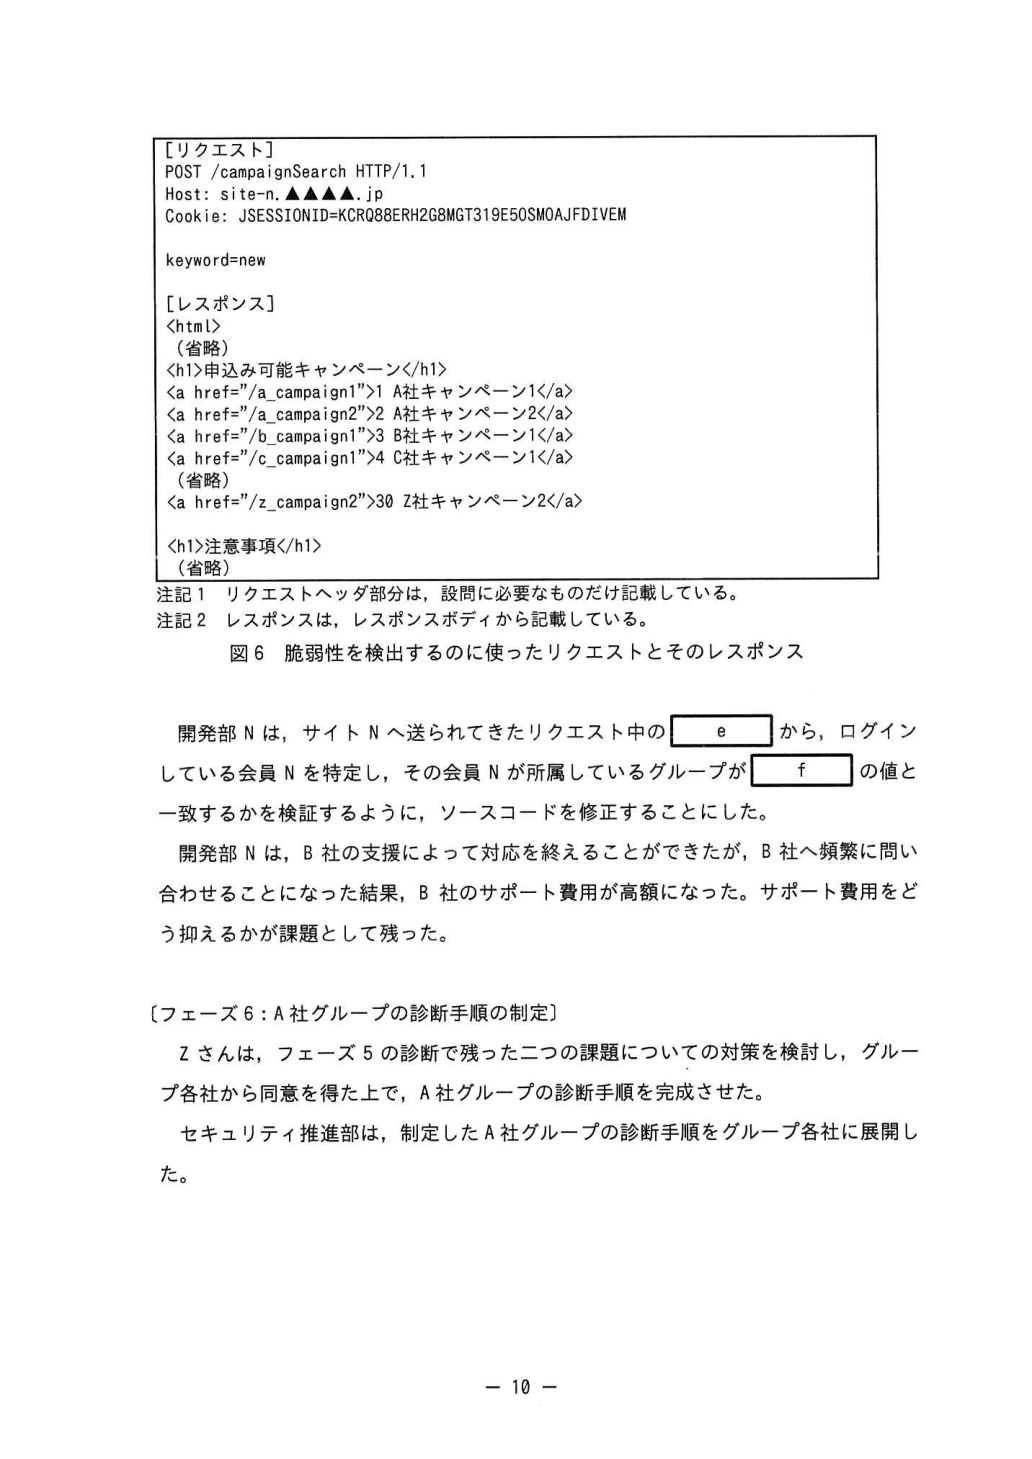 [リクエスト]
POST /campaignSearch HTTP/1.1
Host: site-n.▲▲▲▲.jp
Cookie: JSESSIONID=KCRQ88ERH2G8MGT319E50SMOAJFDIVEM

keyword=new

[レスポンス]
<html>
（省略）
<h1>申込み可能キャンペーン</h1>
<a href="/a_campaign1">1 A社キャンペーン1</a>
<a href="/a_campaign2">2 A社キャンペーン2</a>
<a href="/b_campaign1">3 B社キャンペーン1</a>
<a href="/c_campaign1">4 C社キャンペーン1</a>
（省略）
<a href="/z_campaign2">30 Z社キャンペーン2</a>

<h1>注意事項</h1>
（省略）
注記1　リクエストヘッダ部分は，設問に必要なものだけ記載している。
注記2　レスポンスは，レスポンスボディから記載している。
図6　脆弱性を検出するのに使ったリクエストとそのレスポンス

開発部 N は，サイト N へ送られてきたリクエスト中の e から，ログイン
している会員 N を特定し，その会員 N が所属しているグループが f の値と
一致するかを検証するように，ソースコードを修正することにした。
開発部 N は，B 社の支援によって対応を終えることができたが，B 社へ頻繁に問い
合わせることになった結果，B 社のサポート費用が高額になった。サポート費用をど
う抑えるかが課題として残った。

〔フェーズ6：A 社グループの診断手順の制定〕
Z さんは，フェーズ 5 の診断で残った二つの課題についての対策を検討し，グルー
プ各社から同意を得た上で，A 社グループの診断手順を完成させた。
セキュリティ推進部は，制定した A 社グループの診断手順をグループ各社に展開し
た。

― 10 ―